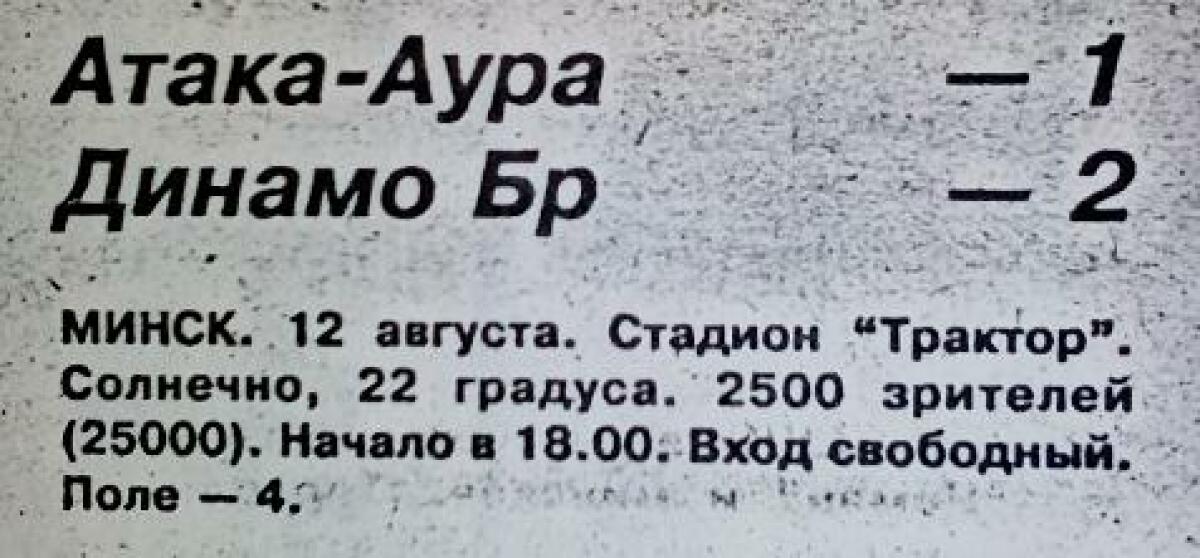 Атака-Аура — 1
Динамо Бр — 2
МИНСК. 12 августа. Стадион “Трактор”.
Солнечно, 22 градуса. 2500 зрителей
(25000). Начало в 18.00. Вход свободный.
Поле — 4.